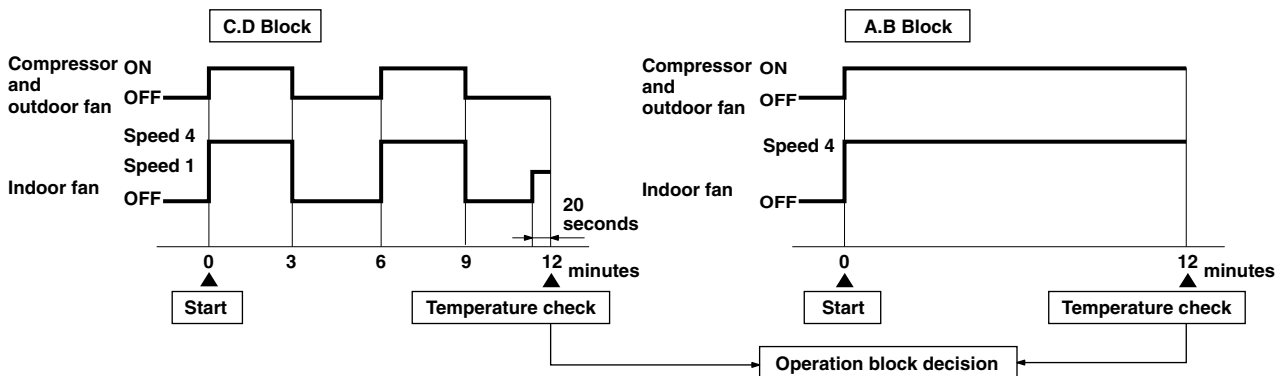 C.D Block
Compressor
and
outdoor fan
ON
OFF
Speed 4
Speed 1
Indoor fan
OFF
20
seconds
0
3
6
9
12
minutes
Start
Temperature check
A.B Block
Compressor
and
outdoor fan
ON
OFF
Speed 4
Indoor fan
OFF
0
12
minutes
Start
Temperature check
Operation block decision